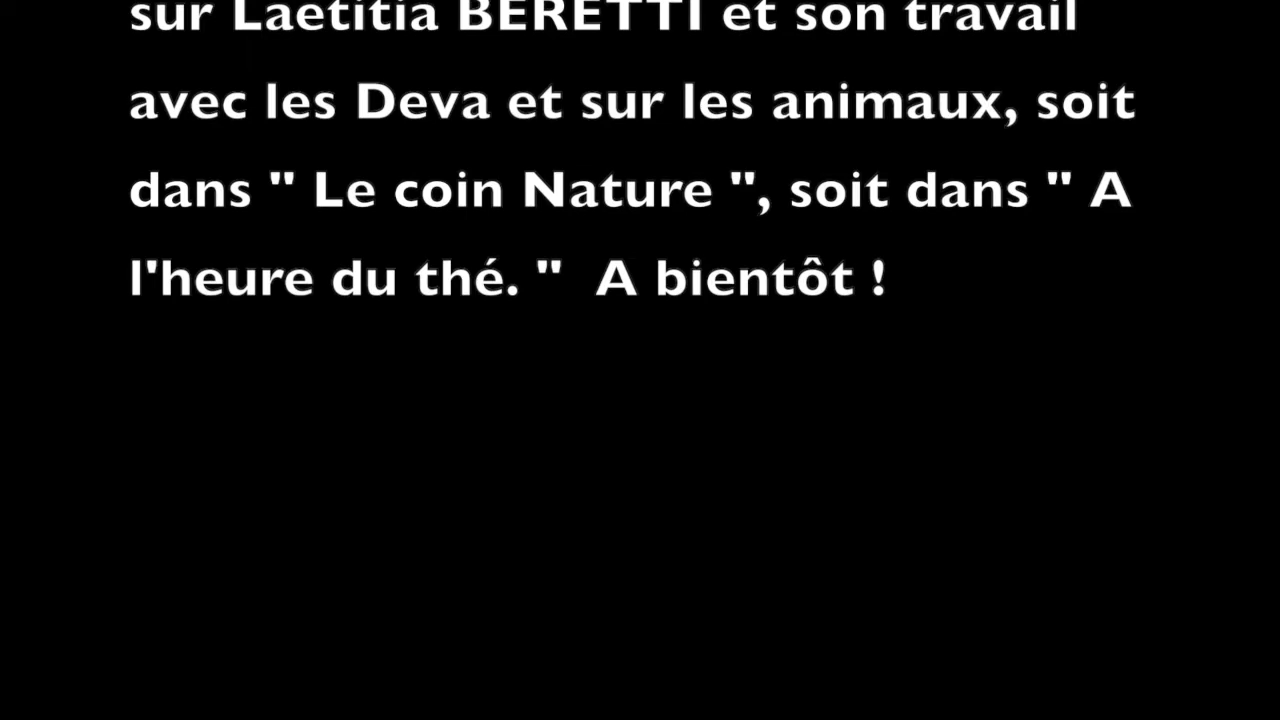 sur Laetitia BERETTI et son travail
avec les Deva et sur les animaux, soit
dans " Le coin Nature ", soit dans " A
l'heure du thé. "  A bientôt !